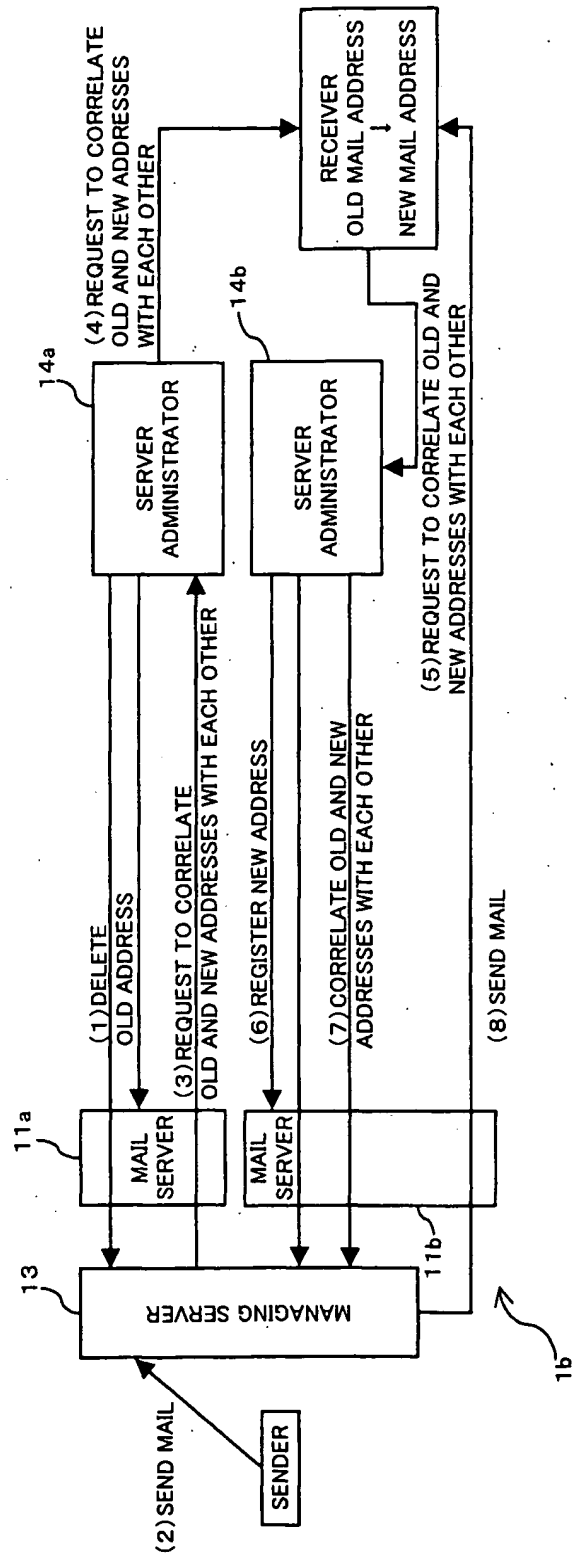 (4)REQUEST TO CORRELATE
OLD AND NEW ADDRESSES
WITH EACH OTHER
14a
SERVER
ADMINISTRATOR
RECEIVER
OLD MAIL ADDRESS
↓
NEW MAIL ADDRESS
14b
SERVER
ADMINISTRATOR
(5)REQUEST TO CORRELATE OLD AND
NEW ADDRESSES WITH EACH OTHER
(1)DELETE
OLD ADDRESS
(3)REQUEST TO CORRELATE
OLD AND NEW ADDRESSES WITH EACH OTHER
(6)REGISTER NEW ADDRESS
(7)CORRELATE OLD AND NEW
ADDRESSES WITH EACH OTHER
(8)SEND MAIL
11a
MAIL
SERVER
MAIL
SERVER
11b
13
MANAGING SERVER
(2)SEND MAIL
SENDER
1b